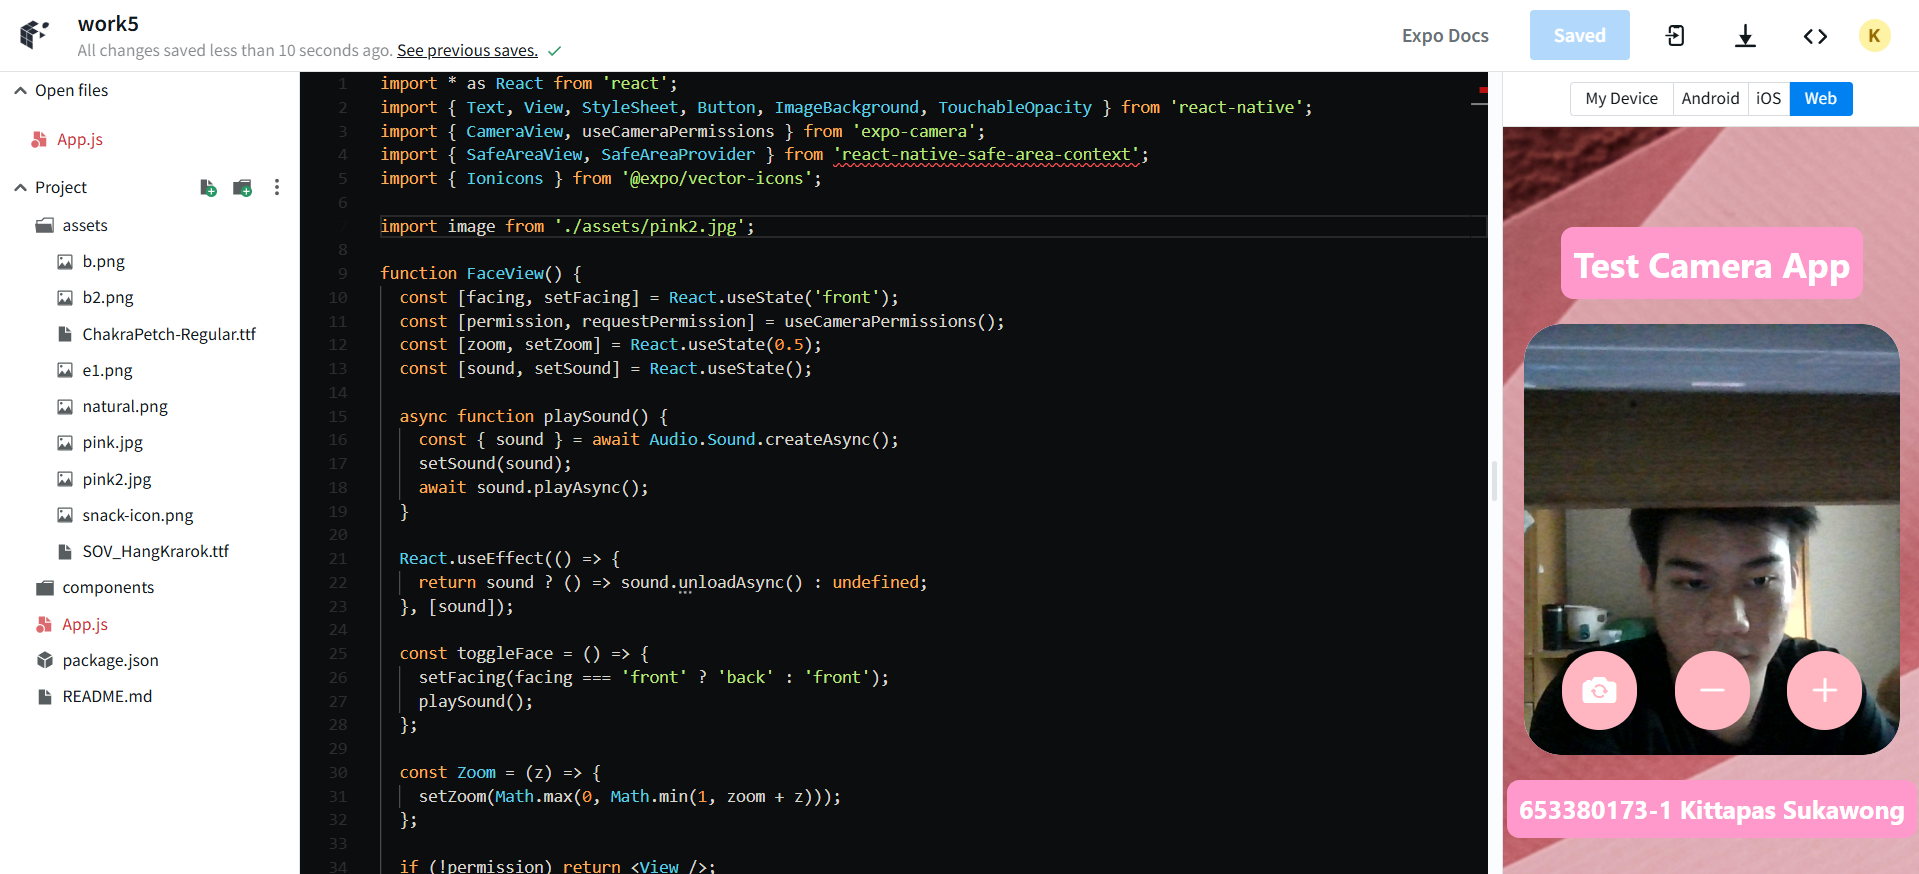 work5
All changes saved less than 10 seconds ago. See previous saves.
Expo Docs
Saved
K
Open files
App.js
Project
assets
b.png
b2.png
ChakraPetch-Regular.ttf
e1.png
natural.png
pink.jpg
pink2.jpg
snack-icon.png
SOV_HangKrarok.ttf
components
App.js
package.json
README.md
1 import * as React from 'react';
2 import { Text, View, StyleSheet, Button, ImageBackground, TouchableOpacity } from 'react-native';
3 import { CameraView, useCameraPermissions } from 'expo-camera';
4 import { SafeAreaView, SafeAreaProvider } from 'react-native-safe-area-context';
5 import { Ionicons } from '@expo/vector-icons';
6
import image from './assets/pink2.jpg';
8
9 function FaceView() {
10 const [facing, setFacing] = React.useState('front');
11 const [permission, requestPermission] = useCameraPermissions();
12 const [zoom, setZoom] = React.useState(0.5);
13 const [sound, setSound] = React.useState();
14
15 async function playSound() {
16 const { sound } = await Audio.Sound.createAsync();
17 setSound(sound);
18 await sound.playAsync();
19 }
20
21 React.useEffect(() => {
22 return sound ? () => sound.unloadAsync() : undefined;
23 }, [sound]);
24
25 const toggleFace = () => {
26 setFacing(facing === 'front' ? 'back' : 'front');
27 playSound();
28 };
29
30 const Zoom = (z) => {
31 setZoom(Math.max(0, Math.min(1, zoom + z)));
32 };
33
34 if (!permission) return <View />;
My Device
Android
iOS
Web
Test Camera App
653380173-1 Kittapas Sukawong